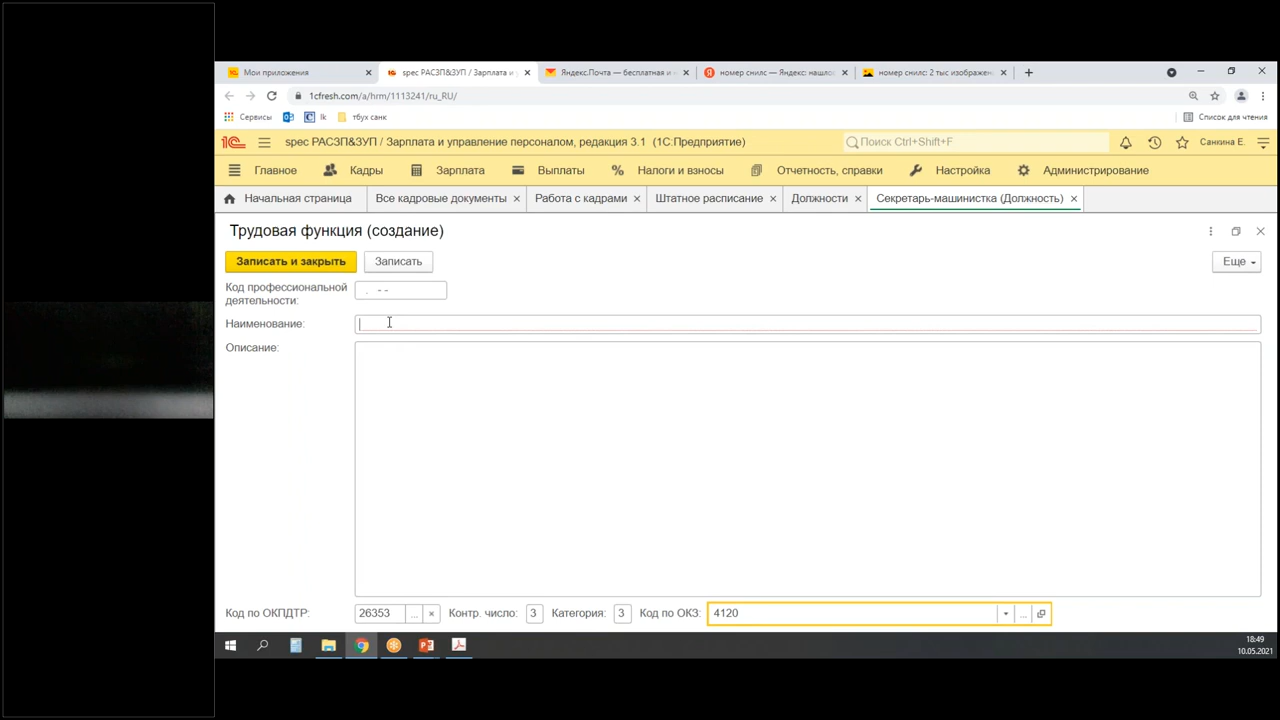 Мои приложения
spec РАСЗП&ЗУП / Зарплата и у
Яндекс.Почта — бесплатная и н
номер снилс — Яндекс: нашлос
номер снилс: 2 тыс изображен
1cfresh.com/a/hrm/1113241/ru_RU/
Сервисы
lk
тбух санк
Список для чтения
spec РАСЗП&ЗУП / Зарплата и управление персоналом, редакция 3.1 (1С:Предприятие)
Поиск Ctrl+Shift+F
Санкина Е.
Главное
Кадры
Зарплата
Выплаты
Налоги и взносы
Отчетность, справки
Настройка
Администрирование
Начальная страница
Все кадровые документы
Работа с кадрами
Штатное расписание
Должности
Секретарь-машинистка (Должность)
Трудовая функция (создание)
Записать и закрыть
Записать
Еще
Код профессиональной
деятельности:
. - -
Наименование:
Описание:
Код по ОКПДТР: 26353 ... Контр. число: 3 Категория: 3 Код по ОКЗ: 4120 ...
18:49
10.05.2021